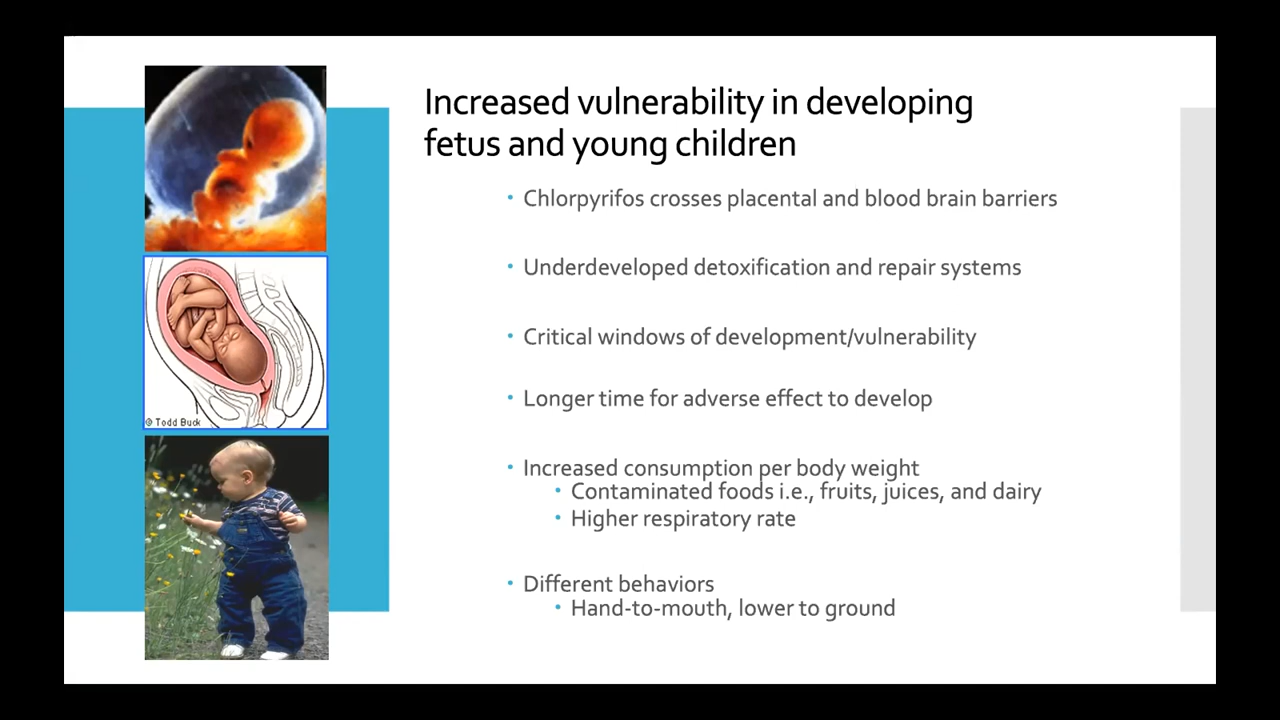 Increased vulnerability in developing
fetus and young children
• Chlorpyrifos crosses placental and blood brain barriers
• Underdeveloped detoxification and repair systems
• Critical windows of development/vulnerability
• Longer time for adverse effect to develop
• Increased consumption per body weight
• Contaminated foods i.e., fruits, juices, and dairy
• Higher respiratory rate
• Different behaviors
• Hand-to-mouth, lower to ground
© Todd Buck